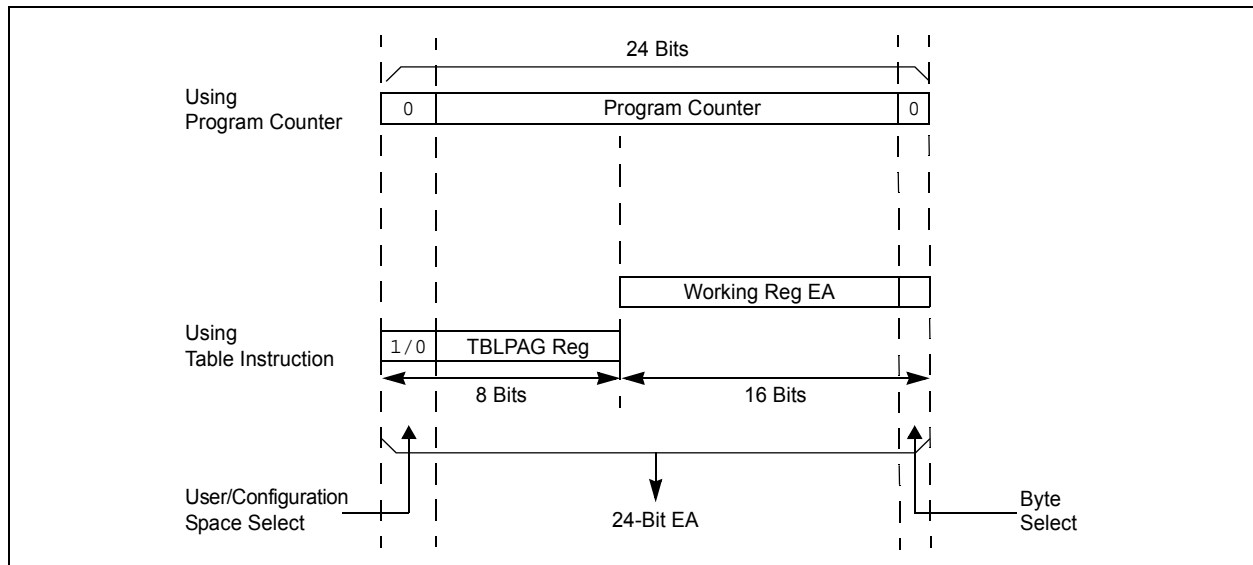 24 Bits
Using
Program Counter
0
Program Counter
0
Working Reg EA
Using
Table Instruction
1/0
TBLPAG Reg
8 Bits
16 Bits
User/Configuration
Space Select
24-Bit EA
Byte
Select